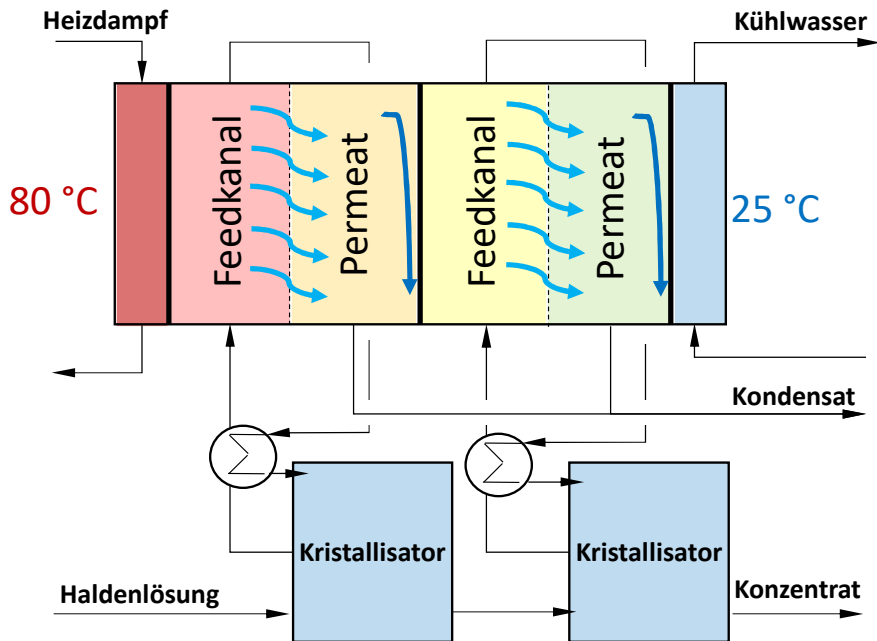 Heizdampf
Kühlwasser
80 °C
Feedkanal
Permeat
Feedkanal
Permeat
25 °C
Kondensat
Kristallisator
Kristallisator
Haldenlösung
Konzentrat